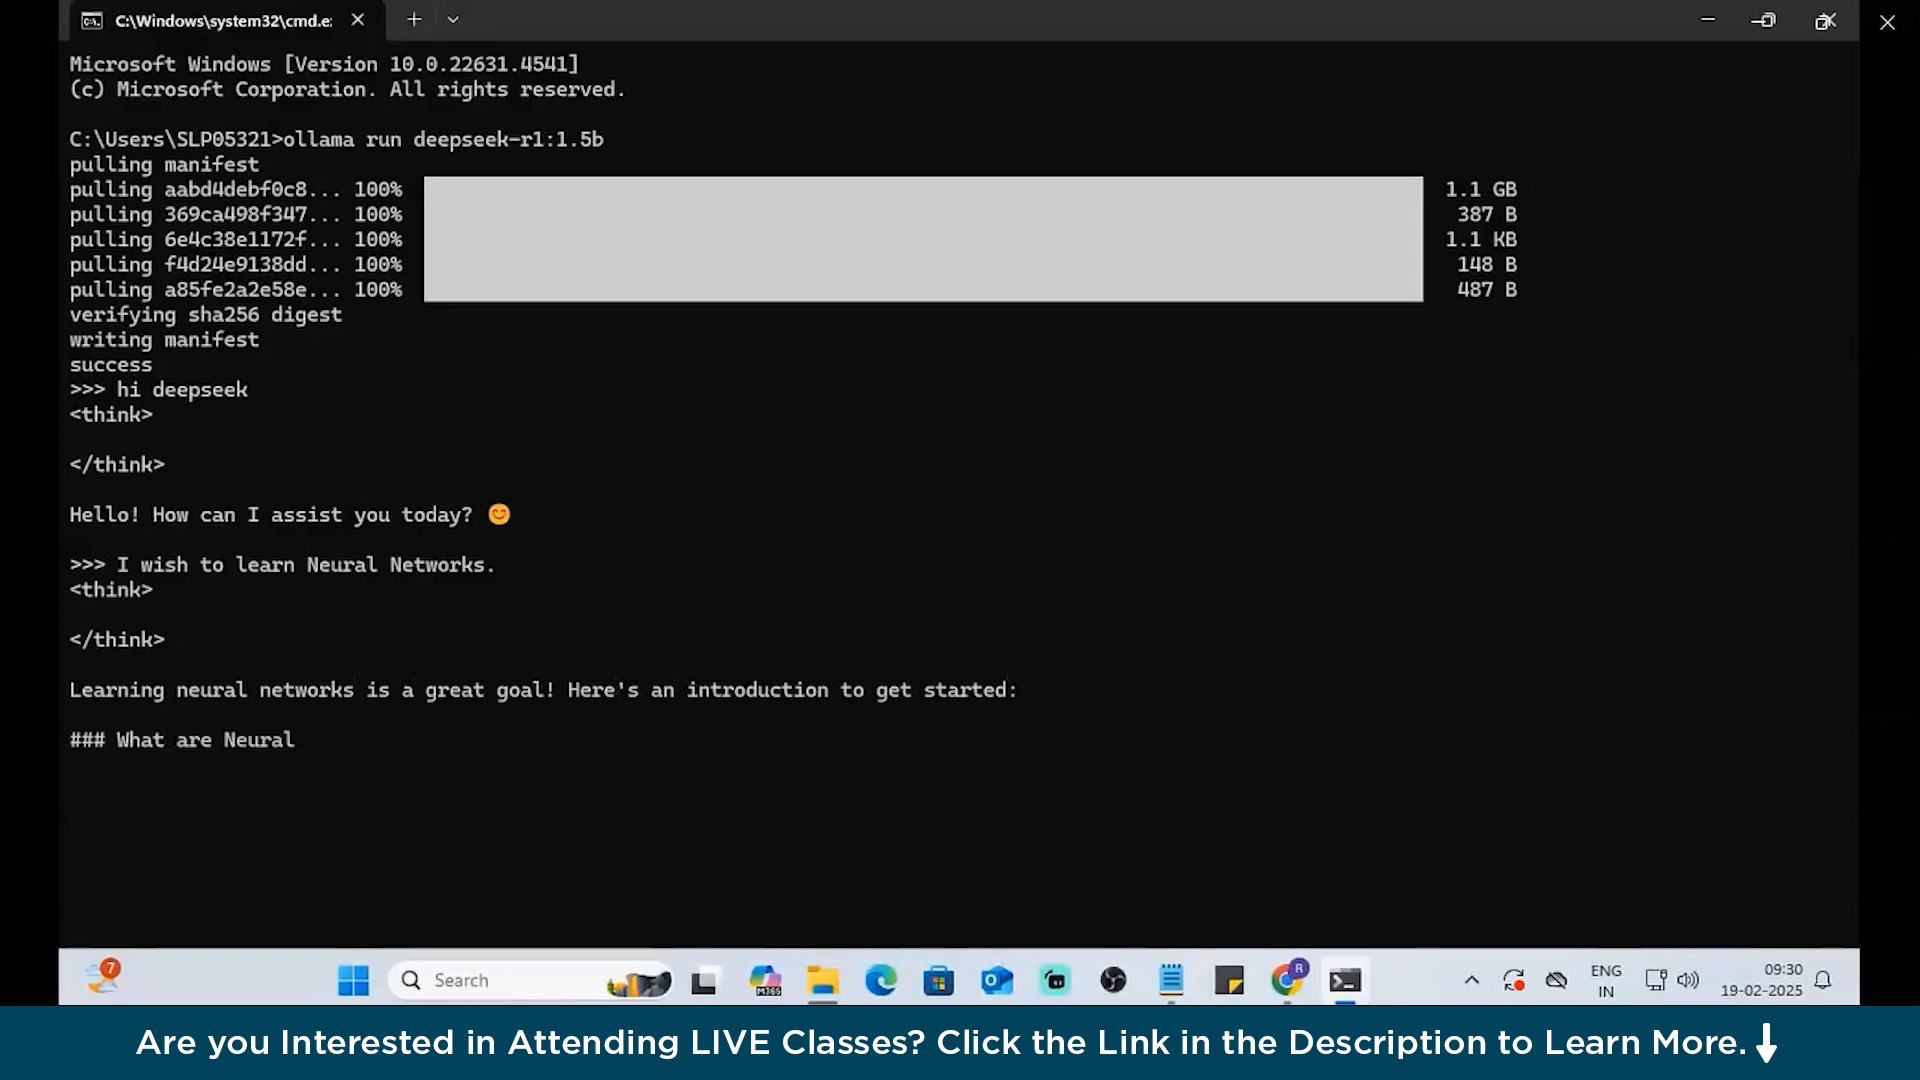 C:\Windows\system32\cmd.e:
Microsoft Windows [Version 10.0.22631.4541]
(c) Microsoft Corporation. All rights reserved.
C:\Users\SLP05321>ollama run deepseek-r1:1.5b
pulling manifest
pulling aabd4debf0c8... 100% 1.1 GB
pulling 369ca498f347... 100% 387 B
pulling 6e4c38e1172f... 100% 1.1 KB
pulling f4d24e9138dd... 100% 148 B
pulling a85fe2a2e58e... 100% 487 B
verifying sha256 digest
writing manifest
success
>>> hi deepseek
<think>
</think>
Hello! How can I assist you today? 😊
>>> I wish to learn Neural Networks.
<think>
</think>
Learning neural networks is a great goal! Here's an introduction to get started:
### What are Neural
7
Search
M365
R
ENG
IN
09:30
19-02-2025
Are you Interested in Attending LIVE Classes? Click the Link in the Description to Learn More.